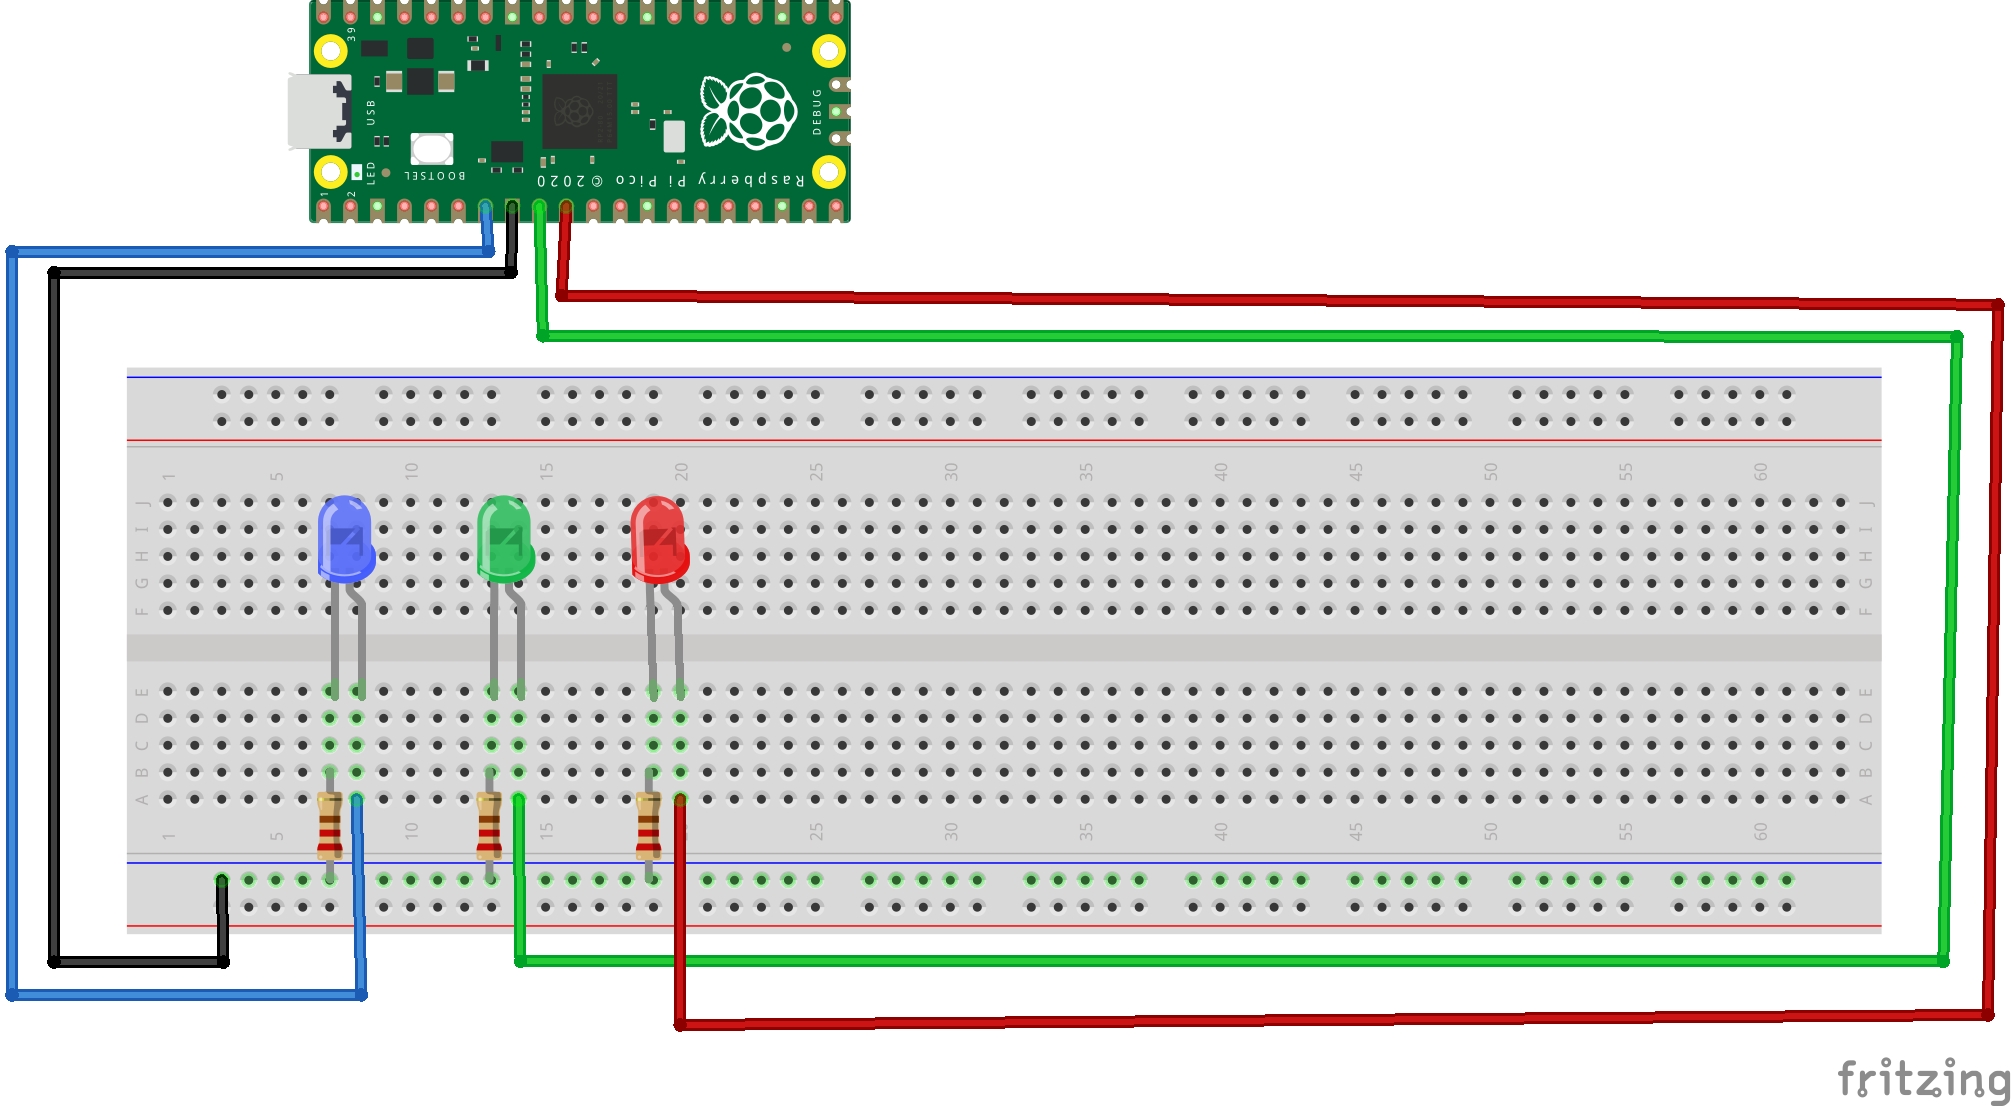 39
USB
DEBUG
LED
BOOTSEL
Raspberry Pi Pico © 2020
1
2
1 5 10 15 20 25 30 35 40 45 50 55 60
J J
I I
H H
G G
F F
E E
D D
C C
B B
A A
1 5 10 15 25 30 35 40 45 50 55 60
fritzing